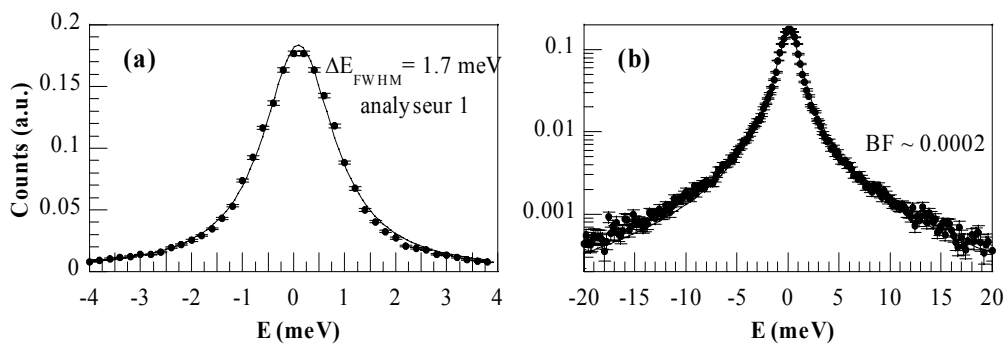 0.2
0.15
0.1
0.05
0
Counts (a.u.)
(a)
ΔE_FWHM = 1.7 meV
analyseur 1
-4 -3 -2 -1 0 1 2 3 4
E (meV)
0.1
0.01
0.001
(b)
BF ~ 0.0002
-20 -15 -10 -5 0 5 10 15 20
E (meV)